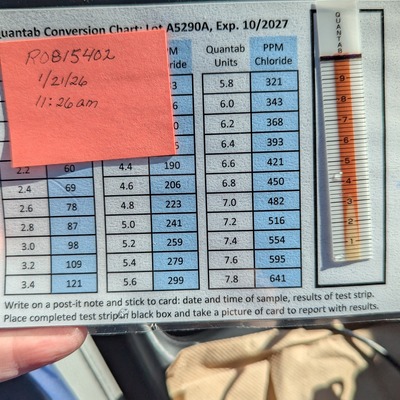 Quantab Conversion Chart: Lot A5290A, Exp. 10/2027
RO815402
1/21/26
11:26 am
Quantab Units PPM Chloride
5.8 321
6.0 343
6.2 368
6.4 393
2.2 60 4.4 190 6.6 421
2.4 69 4.6 206 6.8 450
2.6 78 4.8 223 7.0 482
2.8 87 5.0 241 7.2 516
3.0 98 5.2 259 7.4 554
3.2 109 5.4 279 7.6 595
3.4 121 5.6 299 7.8 641
Write on a post-it note and stick to card: date and time of sample, results of test strip.
Place completed test strip in black box and take a picture of card to report with results.
QUANTAB
9
8
7
6
5
4
3
2
1